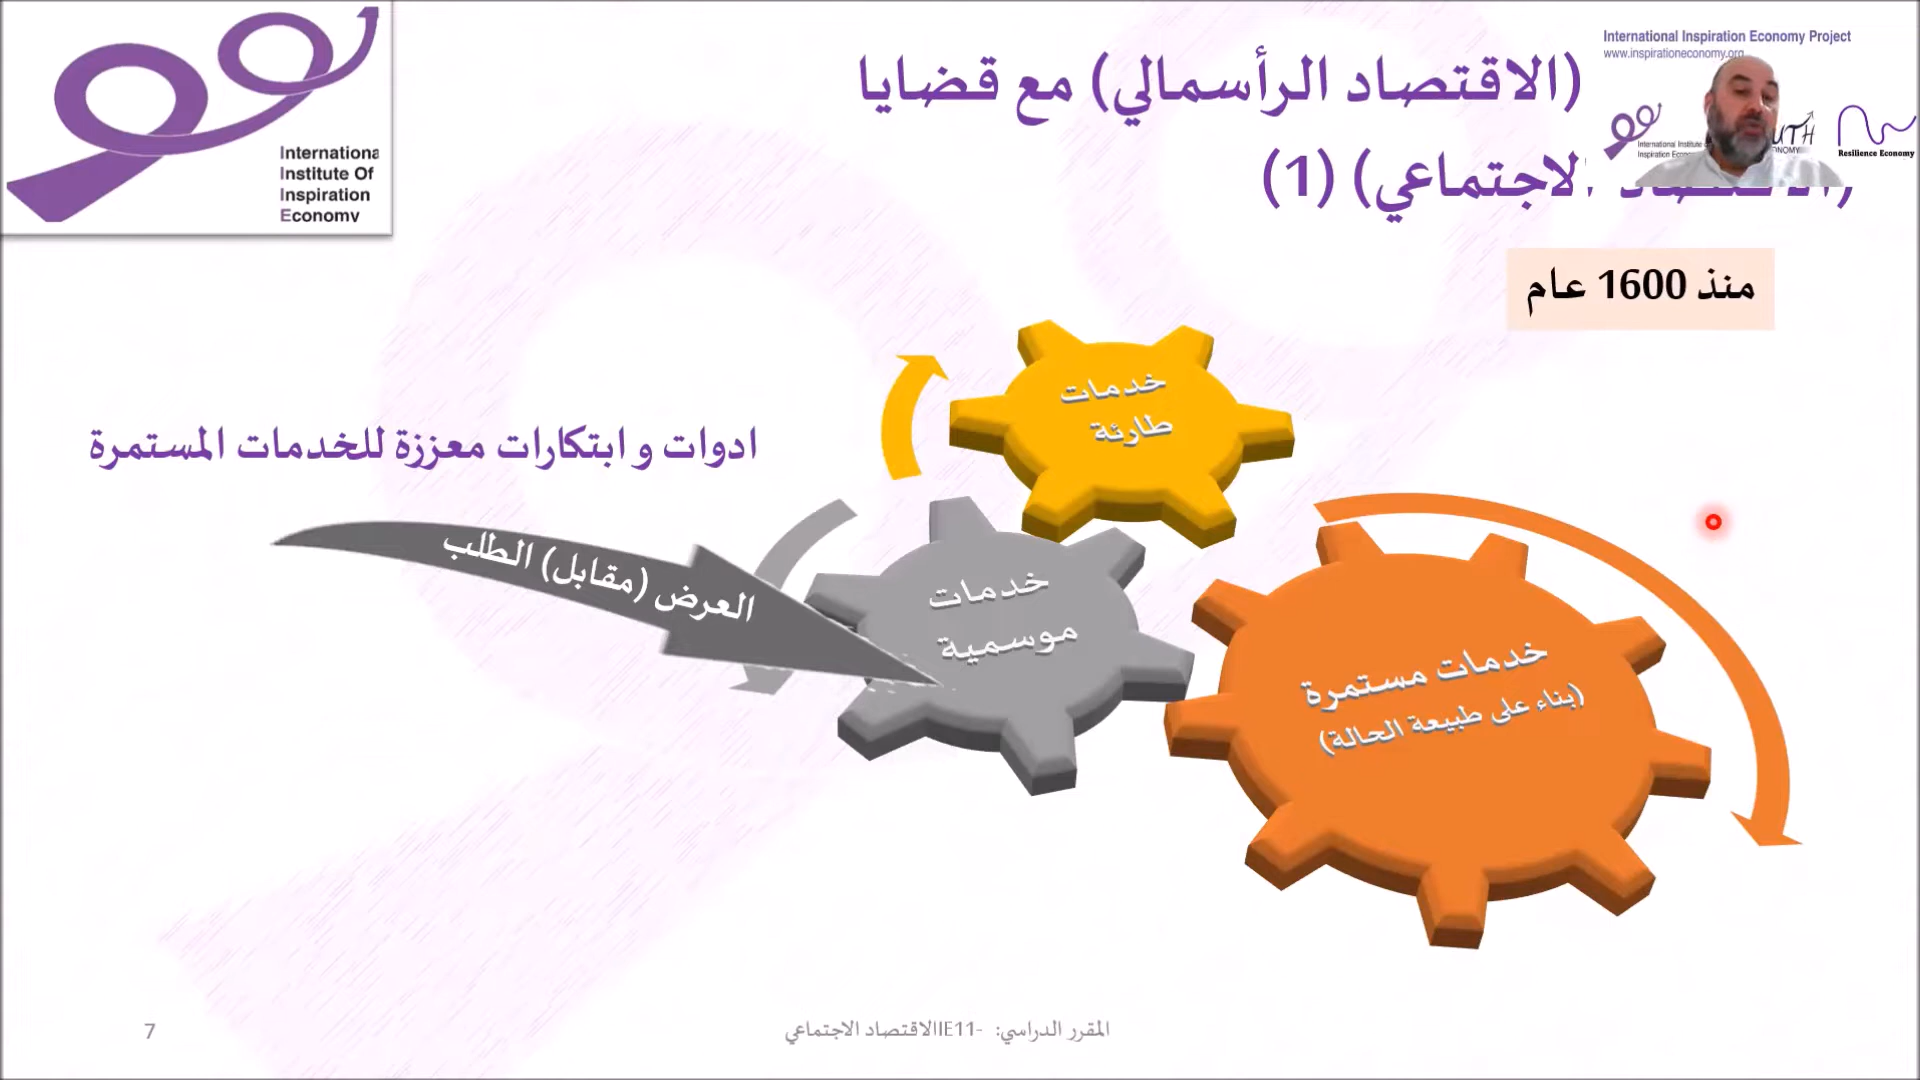 International Inspiration Economy Project
www.inspirationeconomy.org
(الاقتصاد الرأسمالي) مع قضايا
الاجتماعي) (1)
International
Institute Of
Inspiration
Economy
Resilience Economy
منذ 1600 عام
خدمات
طارئة
ادوات و ابتكارات معززة للخدمات المستمرة
العرض (مقابل) الطلب
خدمات
موسمية
خدمات مستمرة
(بناء على طبيعة الحالة)
المقرر الدراسي: -IE11الاقتصاد الاجتماعي
7